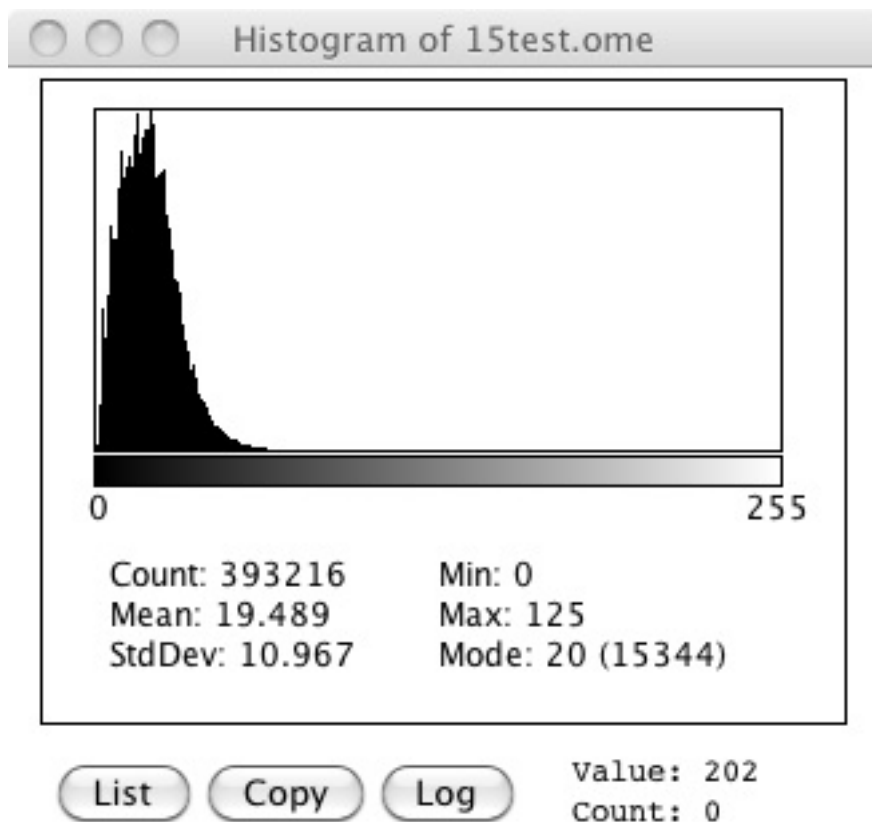 Histogram of 15test.ome
0 255
Count: 393216 Min: 0
Mean: 19.489 Max: 125
StdDev: 10.967 Mode: 20 (15344)
List Copy Log Value: 202
Count: 0